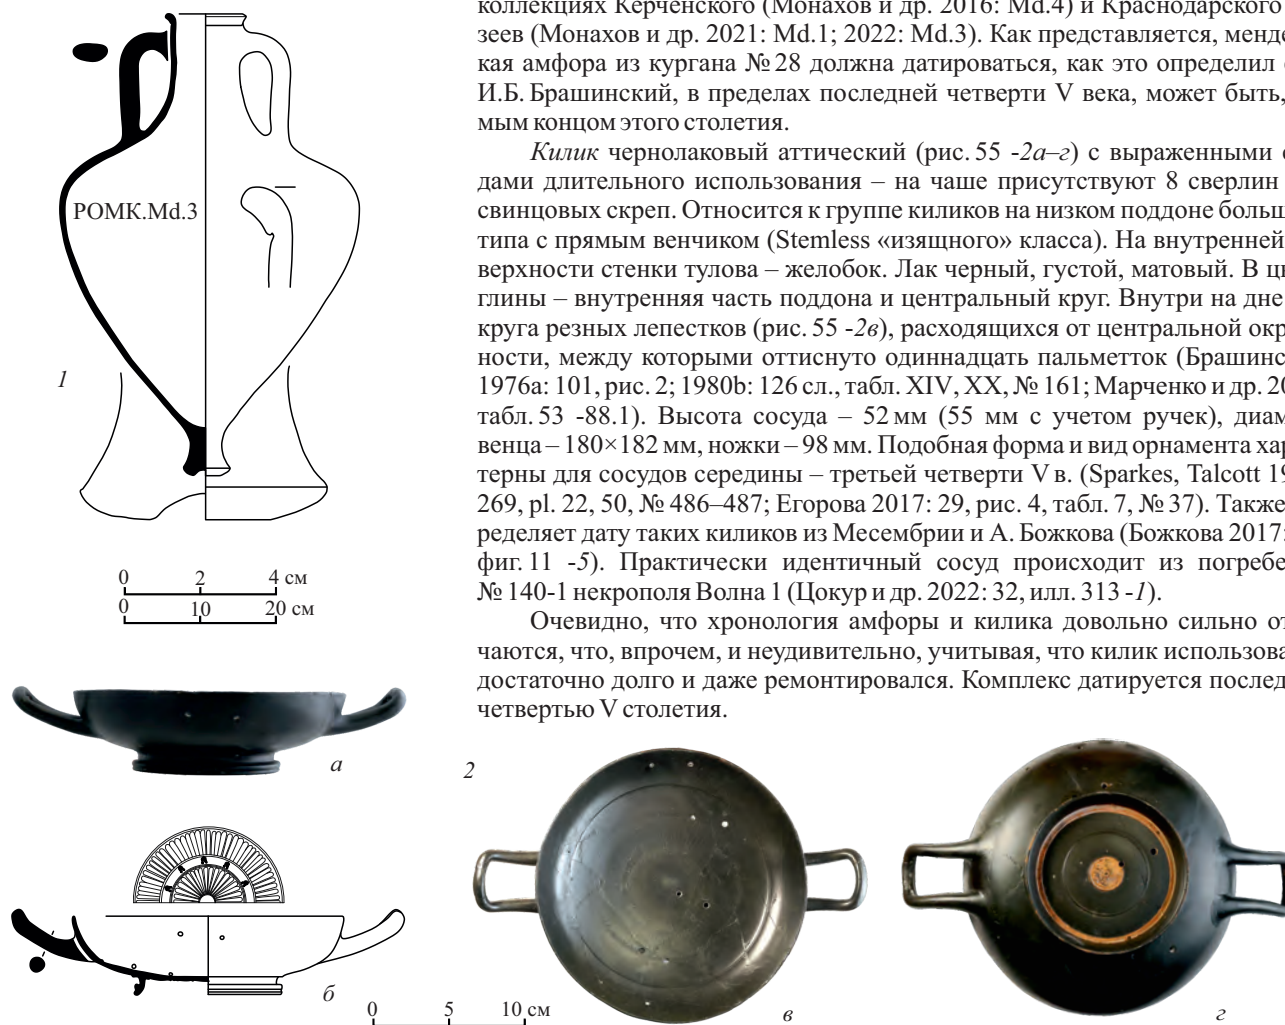 коллекциях Керченского (Монахов и др. 2016: Md.4) и Краснодарского
зеев (Монахов и др. 2021: Md.1; 2022: Md.3). Как представляется, менде
кая амфора из кургана № 28 должна датироваться, как это определил
И.Б. Брашинский, в пределах последней четверти V века, может быть,
мым концом этого столетия.
Килик чернолаковый аттический (рис. 55 -2а–г) с выраженными
дами длительного использования – на чаше присутствуют 8 сверлин
свинцовых скреп. Относится к группе киликов на низком поддоне больш
типа с прямым венчиком (Stemless «изящного» класса). На внутренней
верхности стенки тулова – желобок. Лак черный, густой, матовый. В цв
глины – внутренняя часть поддона и центральный круг. Внутри на дне
круга резных лепестков (рис. 55 -2в), расходящихся от центральной окр
ности, между которыми оттиснуто одиннадцать пальметток (Брашинс
1976a: 101, рис. 2; 1980b: 126 сл., табл. XIV, XX, № 161; Марченко и др. 20
табл. 53 -88.1). Высота сосуда – 52 мм (55 мм с учетом ручек), диам
венца – 180×182 мм, ножки – 98 мм. Подобная форма и вид орнамента хар
терны для сосудов середины – третьей четверти V в. (Sparkes, Talcott 19
269, pl. 22, 50, № 486–487; Егорова 2017: 29, рис. 4, табл. 7, № 37). Также
ределяет дату таких киликов из Месембрии и А. Божкова (Божкова 2017:
фиг. 11 -5). Практически идентичный сосуд происходит из погребе
№ 140-1 некрополя Волна 1 (Цокур и др. 2022: 32, илл. 313 -1).
Очевидно, что хронология амфоры и килика довольно сильно от
чаются, что, впрочем, и неудивительно, учитывая, что килик использова
достаточно долго и даже ремонтировался. Комплекс датируется послед
четвертью V столетия.
РОМК.Md.3
1
0 2 4 см
0 10 20 см
а
2
б
0 5 10 см
в
г